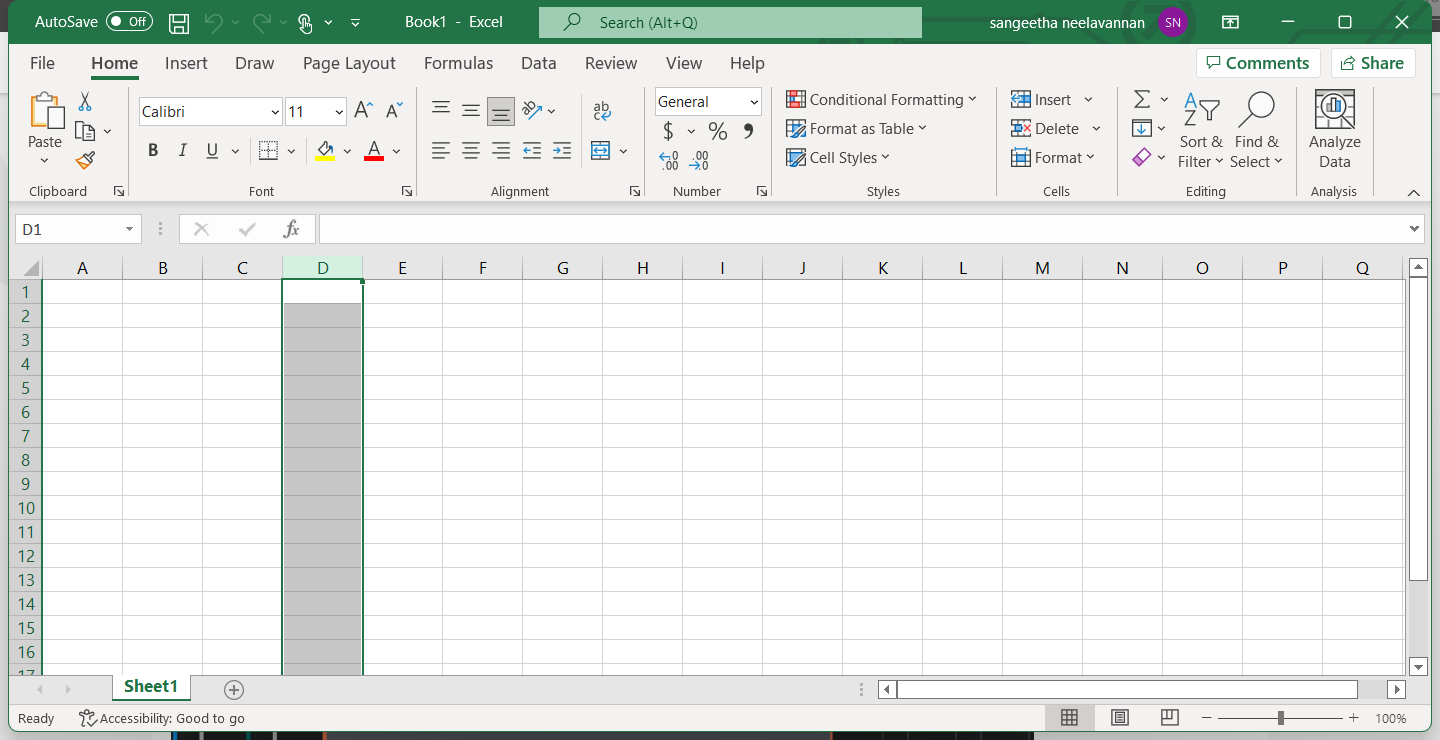 AutoSave Off Book1 - Excel Search (Alt+Q) sangeetha neelavannan SN
File Home Insert Draw Page Layout Formulas Data Review View Help Comments Share
Paste
Clipboard
Calibri 11
B I U A
Font
ab
Alignment
General
$ % 9
Number
Conditional Formatting
Format as Table
Cell Styles
Styles
Insert
Delete
Format
Cells
Sort & Filter
Find & Select
Editing
Analyze Data
Analysis
D1 fx
A B C D E F G H I J K L M N O P Q
1
2
3
4
5
6
7
8
9
10
11
12
13
14
15
16
17
Sheet1
Ready Accessibility: Good to go 100%